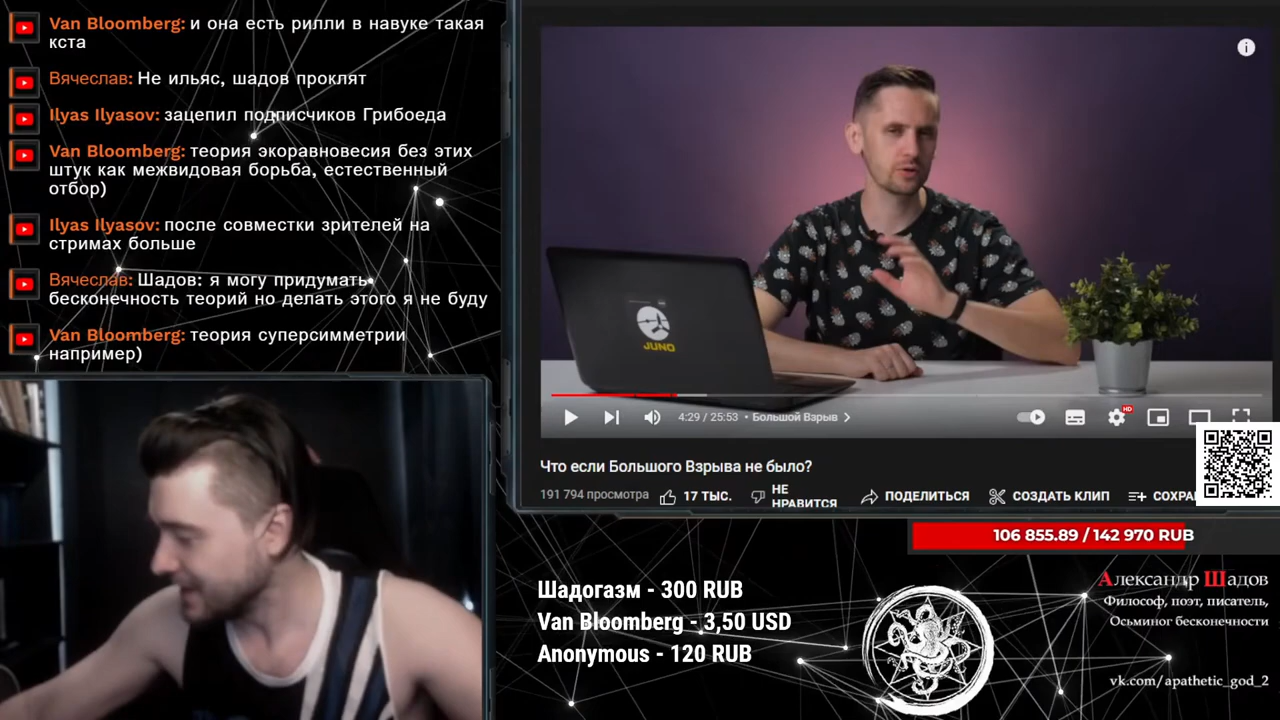 Van Bloomberg: и она есть рилли в навуке такая
кста
Вячеслав: Не ильяс, шадов проклят
Ilyas Ilyasov: зацепил подписчиков Грибоеда
Van Bloomberg: теория экоравновесия без этих
штук как межвидовая борьба, естественный
отбор)
Ilyas Ilyasov: после совместки зрителей на
стримах больше
Вячеслав: Шадов: я могу придумать
бесконечность теорий но делать этого я не буду
Van Bloomberg: теория суперсимметрии
например)
JUNO
4:29 / 25:53 • Большой Взрыв
HD
Что если Большого Взрыва не было?
191 794 просмотра
17 ТЫС.
НЕ
НРАВИТСЯ
ПОДЕЛИТЬСЯ
СОЗДАТЬ КЛИП
106 855.89 / 142 970 RUB
Шадогазм - 300 RUB
Van Bloomberg - 3,50 USD
Anonymous - 120 RUB
Александр Шадов
Философ, поэт, писатель,
Осьминог бесконечности
vk.com/apathetic_god_2